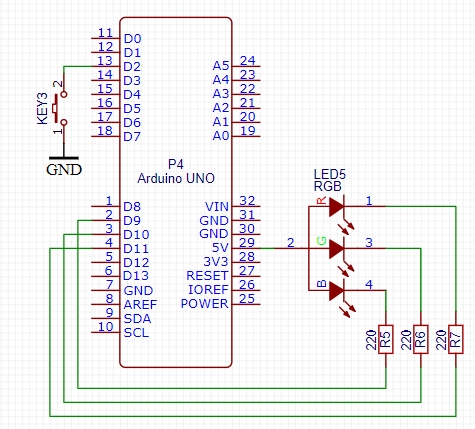 11 D0
12 D1
13 D2
14 D3
15 D4
16 D5
17 D6
18 D7
A5 24
A4 23
A3 22
A2 21
A1 20
A0 19
KEY3
2
1
GND
P4
Arduino UNO
1 D8
2 D9
3 D10
4 D11
5 D12
6 D13
7 GND
8 AREF
9 SDA
10 SCL
VIN 32
GND 31
GND 30
5V 29
3V3 28
RESET 27
IOREF 26
POWER 25
LED5
RGB
2
R
G
B
1
3
4
220 R5
220 R6
220 R7